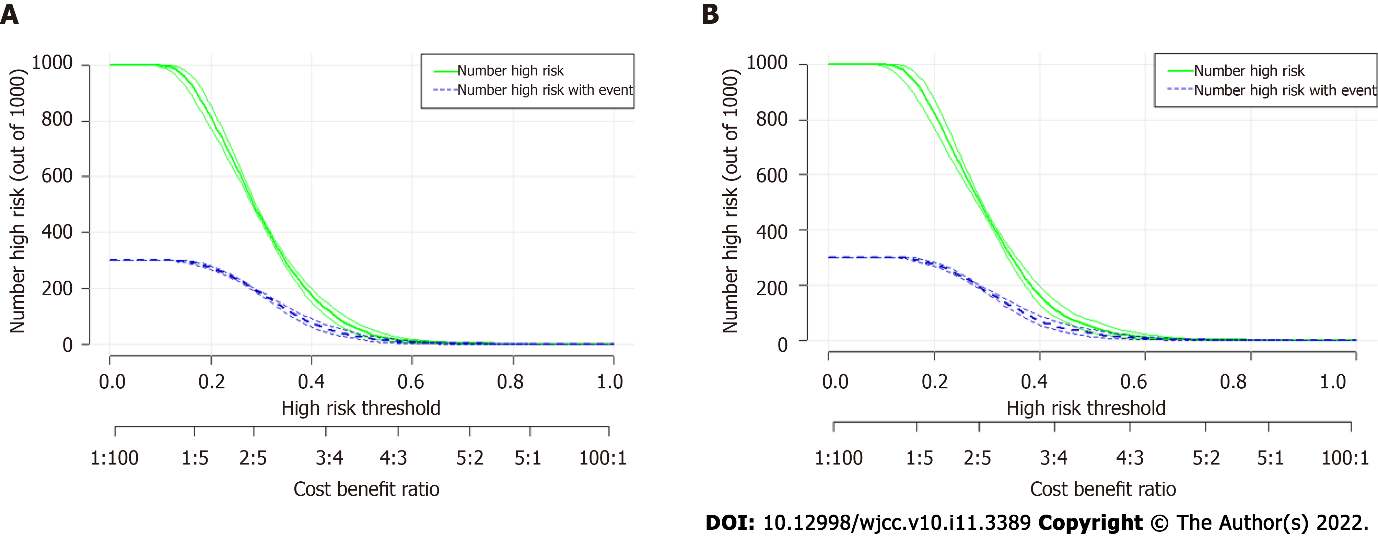 A
Number high risk (out of 1000)
1000
800
600
400
200
0
Number high risk
Number high risk with event
0.0 0.2 0.4 0.6 0.8 1.0
High risk threshold
1:100 1:5 2:5 3:4 4:3 5:2 5:1 100:1
Cost benefit ratio
B
Number high risk (out of 1000)
1000
800
600
400
200
0
Number high risk
Number high risk with event
0.0 0.2 0.4 0.6 0.8 1.0
High risk threshold
1:100 1:5 2:5 3:4 4:3 5:2 5:1 100:1
Cost benefit ratio
DOI: 10.12998/wjcc.v10.i11.3389 Copyright © The Author(s) 2022.